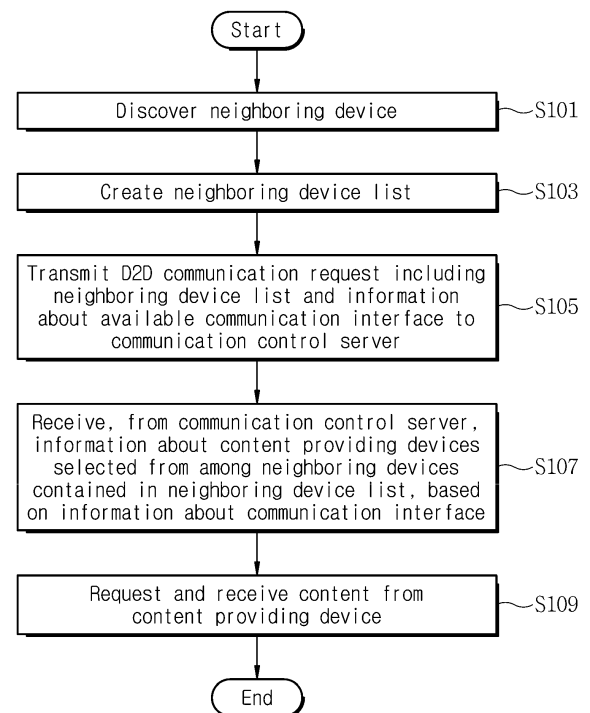 Start
Discover neighboring device
S101
Create neighboring device list
S103
Transmit D2D communication request including
neighboring device list and information
about available communication interface to
communication control server
S105
Receive, from communication control server,
information about content providing devices
selected from among neighboring devices
contained in neighboring device list, based
on information about communication interface
S107
Request and receive content from
content providing device
S109
End